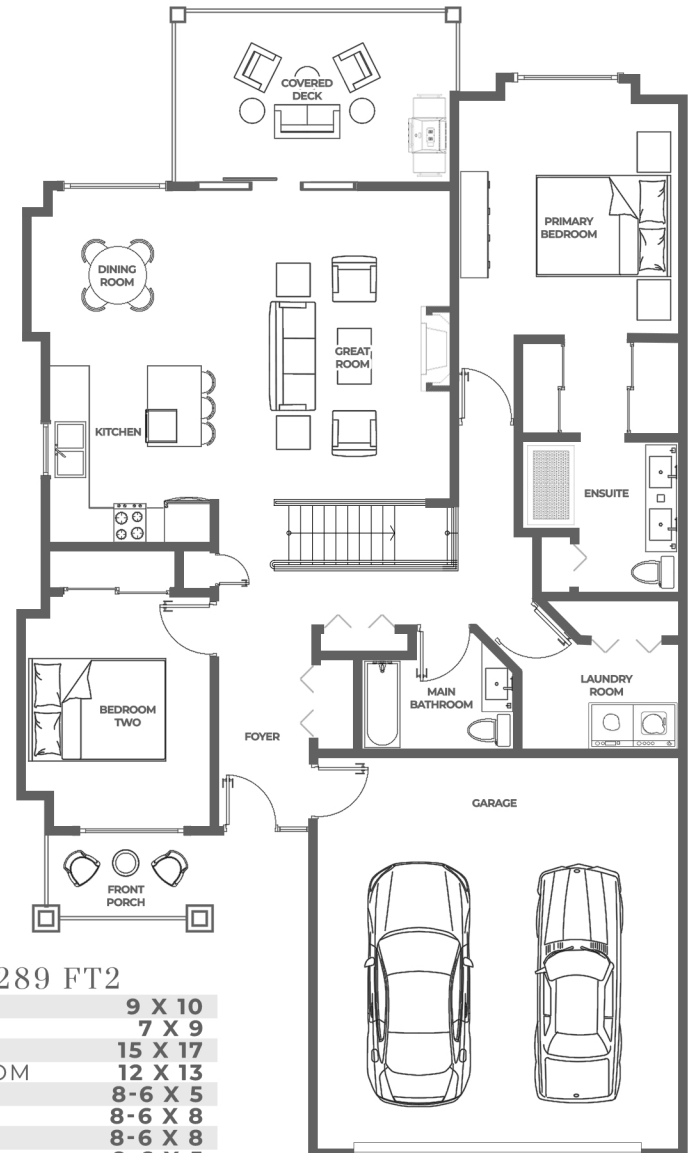 COVERED
DECK
PRIMARY
BEDROOM
DINING
ROOM
GREAT
ROOM
KITCHEN
ENSUITE
BEDROOM
TWO
MAIN
BATHROOM
LAUNDRY
ROOM
FOYER
GARAGE
FRONT
PORCH
289 FT2
9 X 10
7 X 9
15 X 17
OM 12 X 13
8-6 X 5
8-6 X 8
8-6 X 8